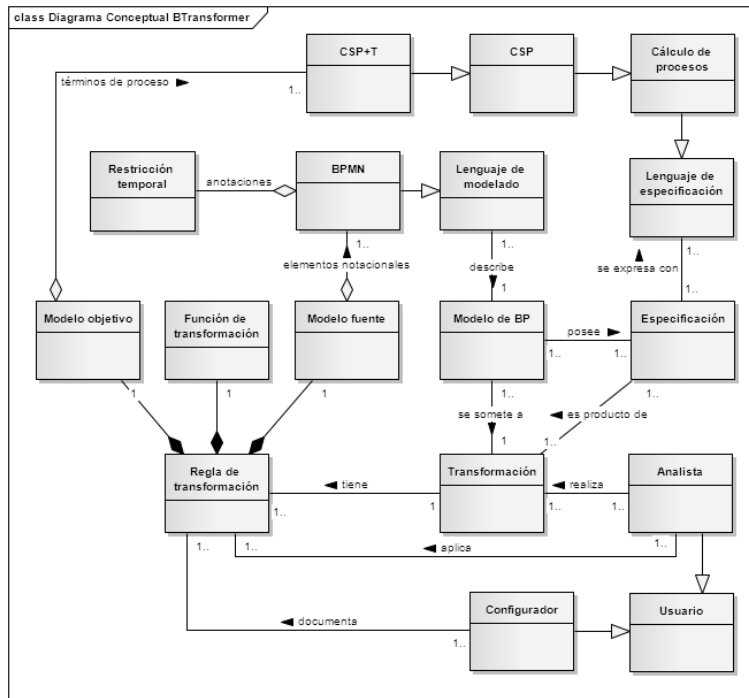 class Diagrama Conceptual BTransformer
CSP+T
CSP
Cálculo de
procesos
términos de proceso
1..
Restricción
temporal
anotaciones
BPMN
Lenguaje de
modelado
Lenguaje de
especificación
1..
1..
1..
elementos notacionales
describe
se expresa con
1
1..
Modelo objetivo
Función de
transformación
Modelo fuente
Modelo de BP
posee
Especificación
1..
1..
1
1
1
1..
1..
se somete a
es producto de
1
1..
Regla de
transformación
Transformación
Analista
tiene
realiza
1..
1
1..
1..
1..
1..
aplica
1..
documenta
1..
Configurador
Usuario